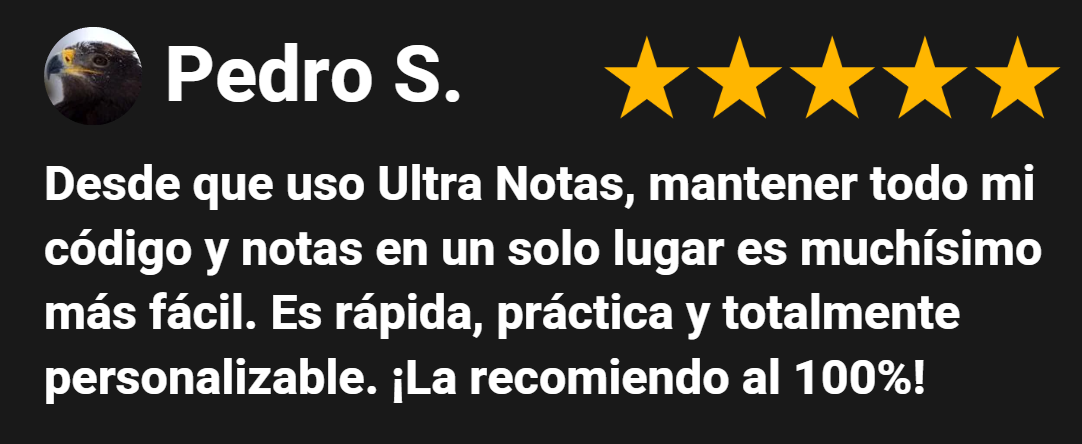 Pedro S.
Desde que uso Ultra Notas, mantener todo mi
código y notas en un solo lugar es muchísimo
más fácil. Es rápida, práctica y totalmente
personalizable. ¡La recomiendo al 100%!